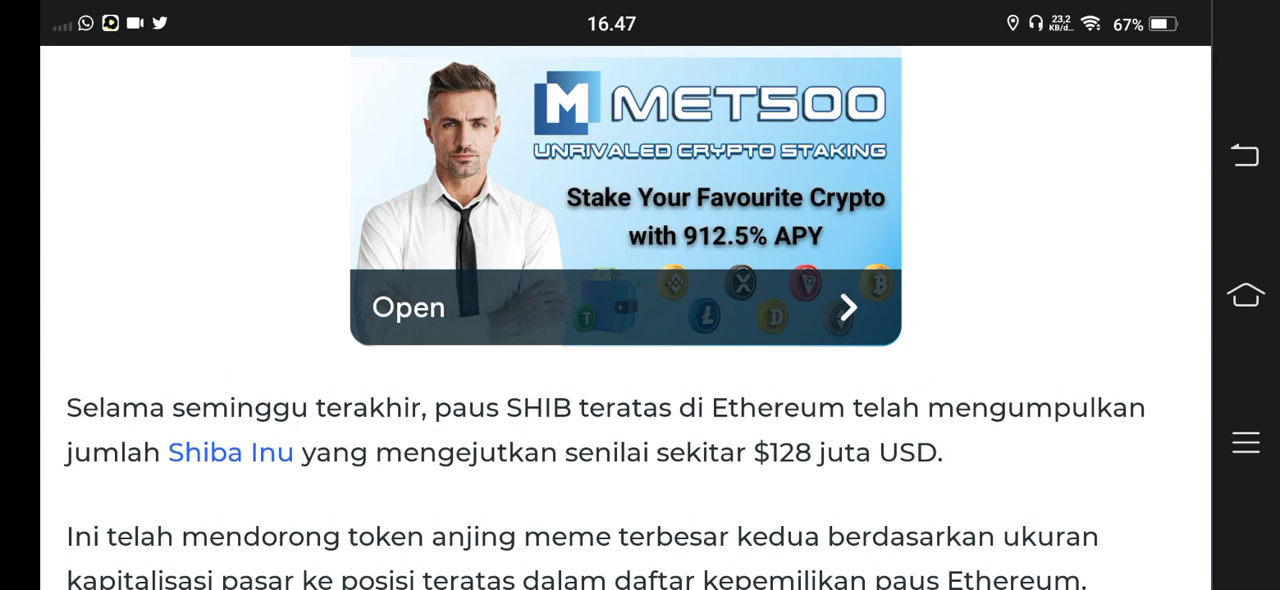 16.47
23,2
KB/d...
67%
M METSOO
UNRIVALED CRYPTO STAKING
Stake Your Favourite Crypto
with 912.5% APY
Open
Selama seminggu terakhir, paus SHIB teratas di Ethereum telah mengumpulkan
jumlah Shiba Inu yang mengejutkan senilai sekitar $128 juta USD.
Ini telah mendorong token anjing meme terbesar kedua berdasarkan ukuran
kapitalisasi pasar ke posisi teratas dalam daftar kepemilikan paus Ethereum.